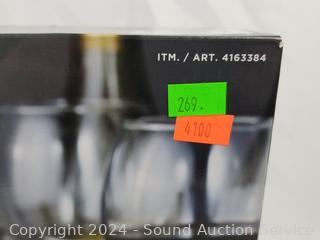 ITM. / ART. 4163384
269.
4100
Copyright 2024 - Sound Auction Service